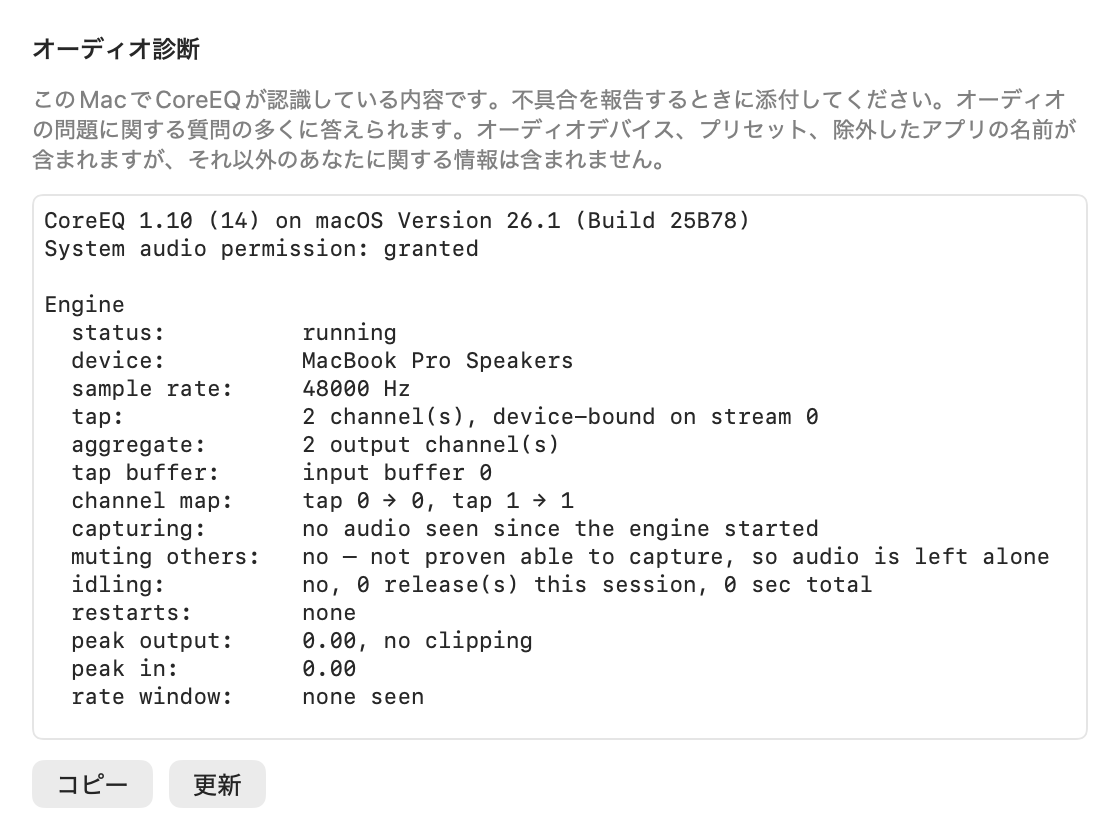 オーディオ診断
このMacでCoreEQが認識している内容です。不具合を報告するときに添付してください。オーディオ
の問題に関する質問の多くに答えられます。オーディオデバイス、プリセット、除外したアプリの名前が
含まれますが、それ以外のあなたに関する情報は含まれません。
CoreEQ 1.10 (14) on macOS Version 26.1 (Build 25B78)
System audio permission: granted
Engine
status: running
device: MacBook Pro Speakers
sample rate: 48000 Hz
tap: 2 channel(s), device-bound on stream 0
aggregate: 2 output channel(s)
tap buffer: input buffer 0
channel map: tap 0 → 0, tap 1 → 1
capturing: no audio seen since the engine started
muting others: no — not proven able to capture, so audio is left alone
idling: no, 0 release(s) this session, 0 sec total
restarts: none
peak output: 0.00, no clipping
peak in: 0.00
rate window: none seen
コピー
更新